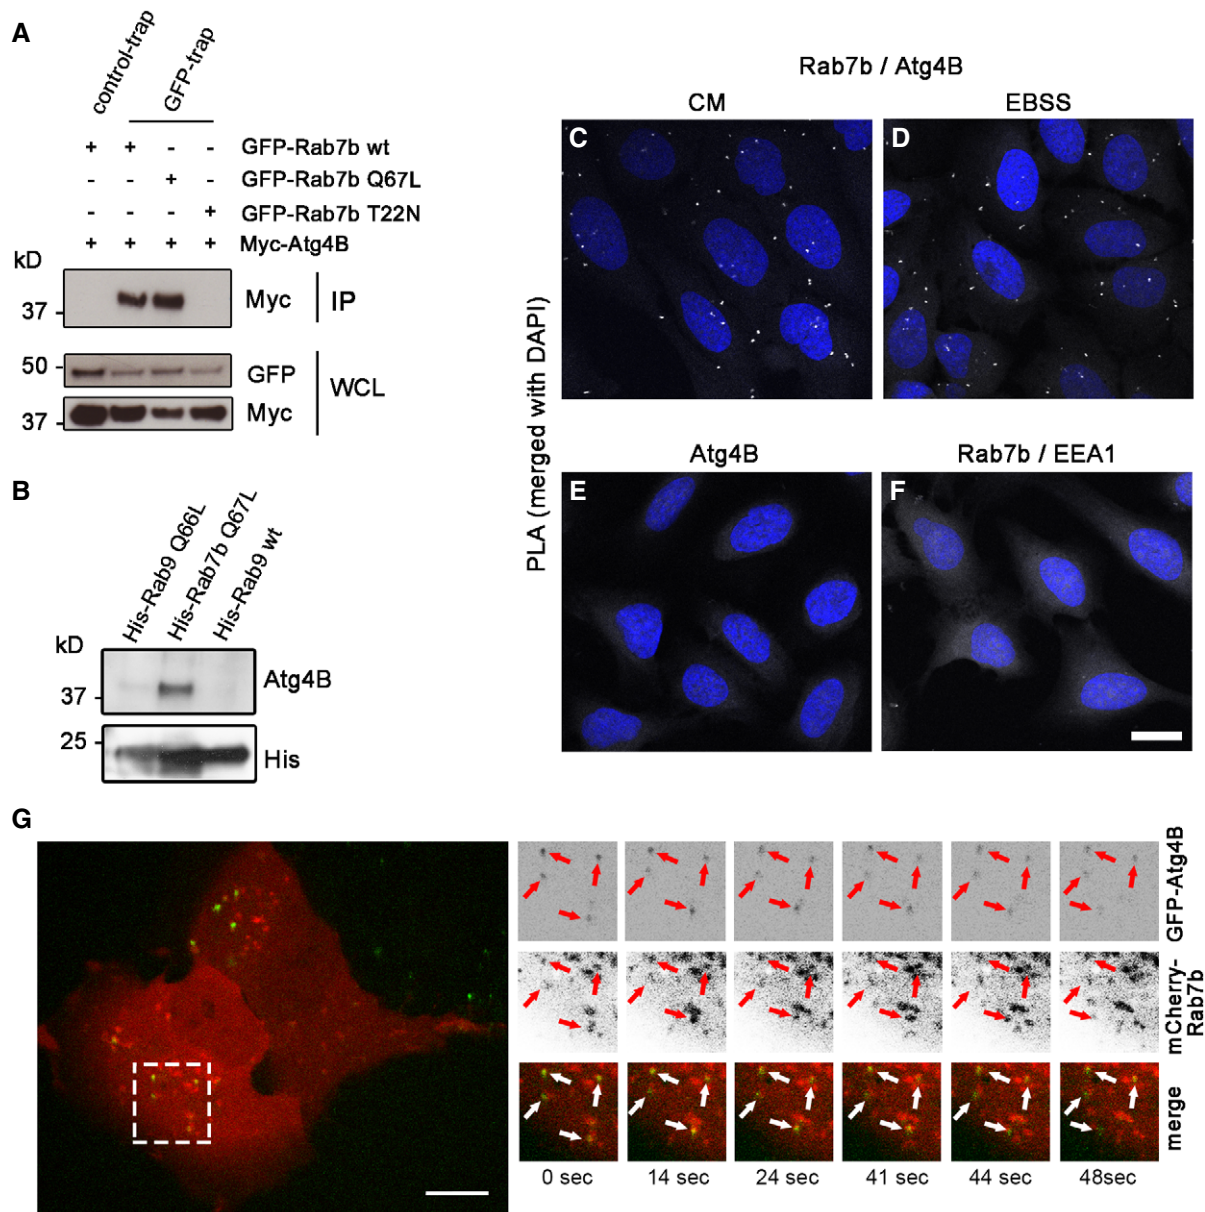 A
control-trap
GFP-trap
+ + - - GFP-Rab7b wt
- - + - GFP-Rab7b Q67L
- - - + GFP-Rab7b T22N
+ + + + Myc-Atg4B
kD
37
Myc
IP
50
GFP
37
Myc
WCL
B
His-Rab9 Q66L
His-Rab7b Q67L
His-Rab9 wt
kD
37
Atg4B
25
His
Rab7b / Atg4B
CM
EBSS
C
D
PLA (merged with DAPI)
Atg4B
Rab7b / EEA1
E
F
G
GFP-Atg4B
mCherry-
Rab7b
merge
0 sec
14 sec
24 sec
41 sec
44 sec
48sec